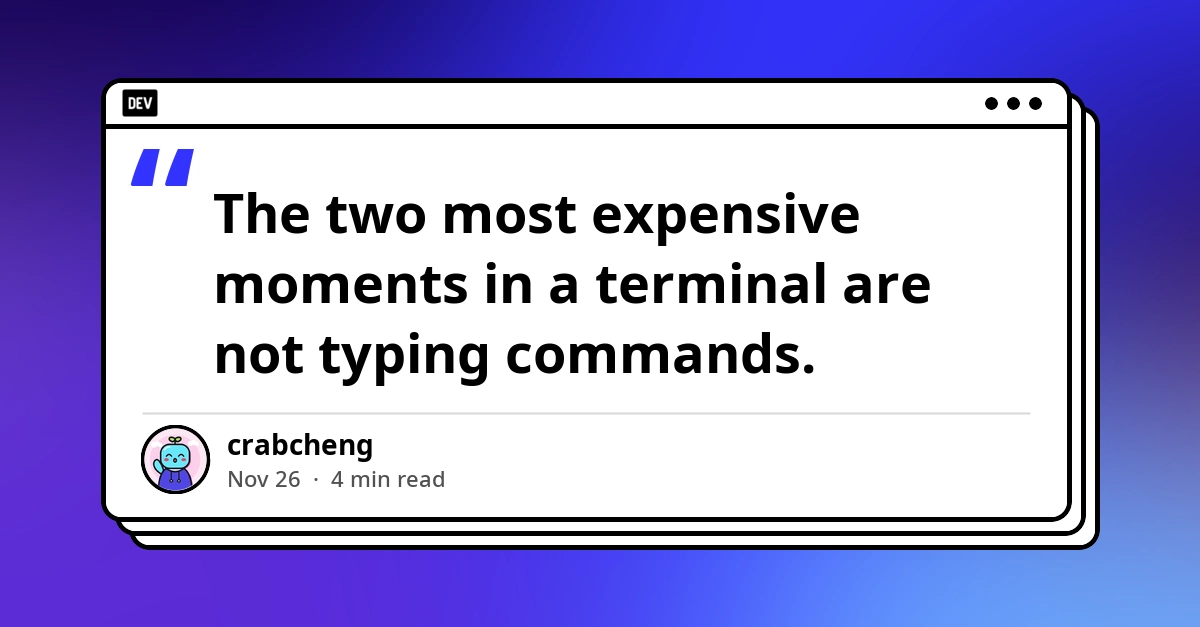 DEV
“
The two most expensive
moments in a terminal are
not typing commands.
crabcheng
Nov 26 · 4 min read